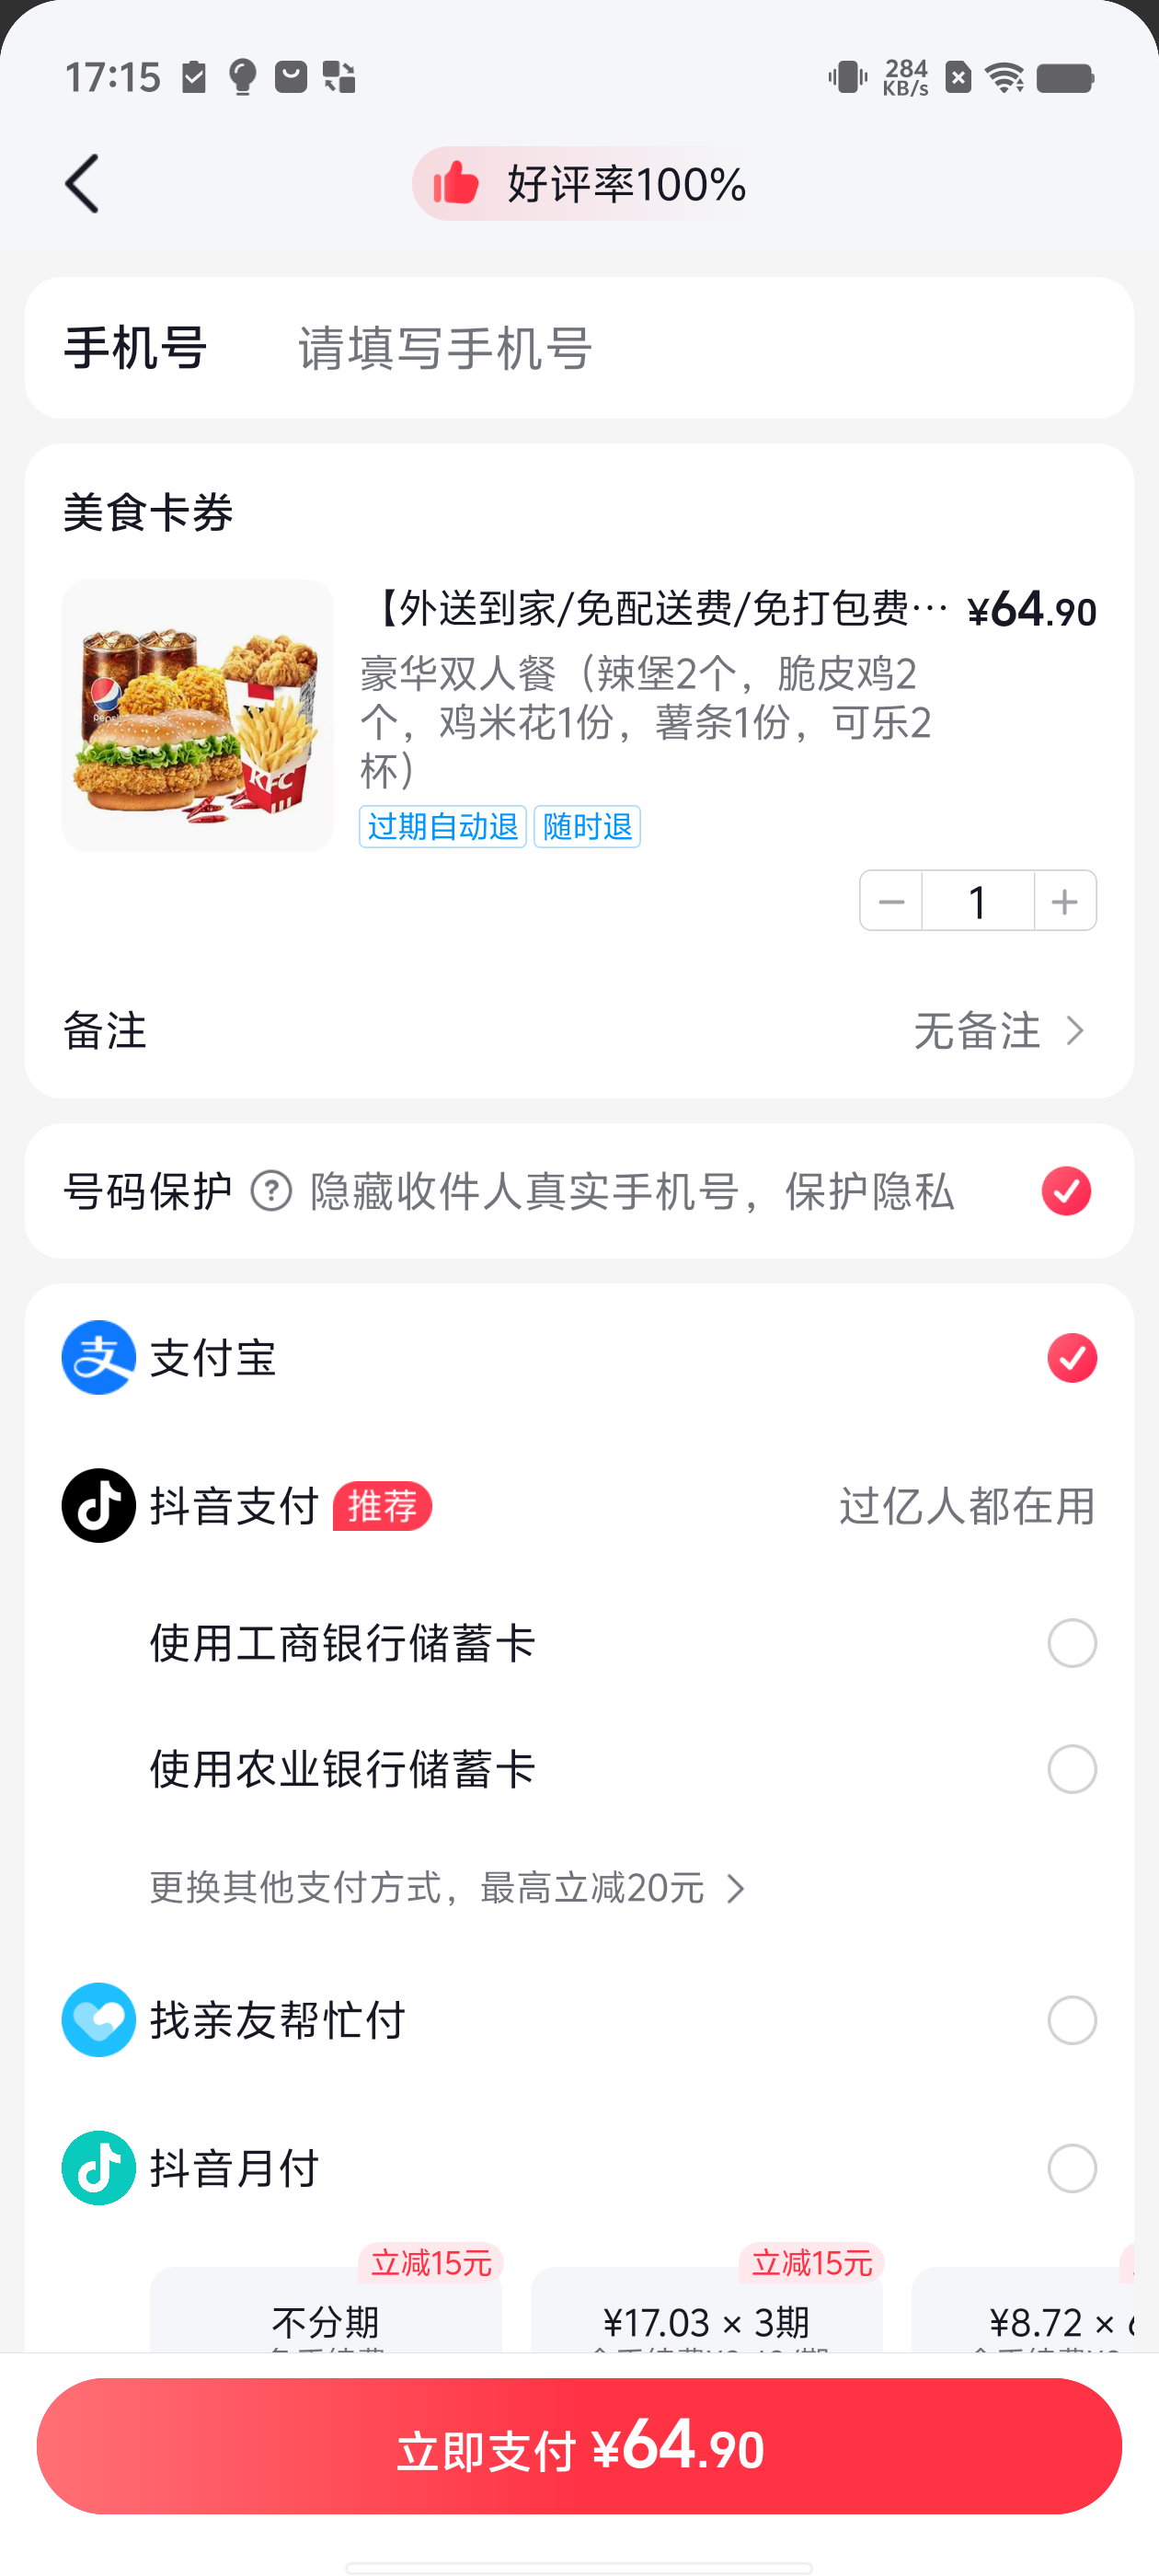 17:15
284
KB/s
好评率100%
手机号 请填写手机号
美食卡券
【外送到家/免配送费/免打包费… ¥64.90
豪华双人餐（辣堡2个，脆皮鸡2
个，鸡米花1份，薯条1份，可乐2
杯）
pepsi
KFC
过期自动退 随时退
1
备注 无备注
号码保护 隐藏收件人真实手机号，保护隐私
支 支付宝
抖音支付 推荐 过亿人都在用
使用工商银行储蓄卡
使用农业银行储蓄卡
更换其他支付方式，最高立减20元
找亲友帮忙付
抖音月付
立减15元 立减15元
不分期 ¥17.03 × 3期 ¥8.72 ×
立即支付 ¥64.90